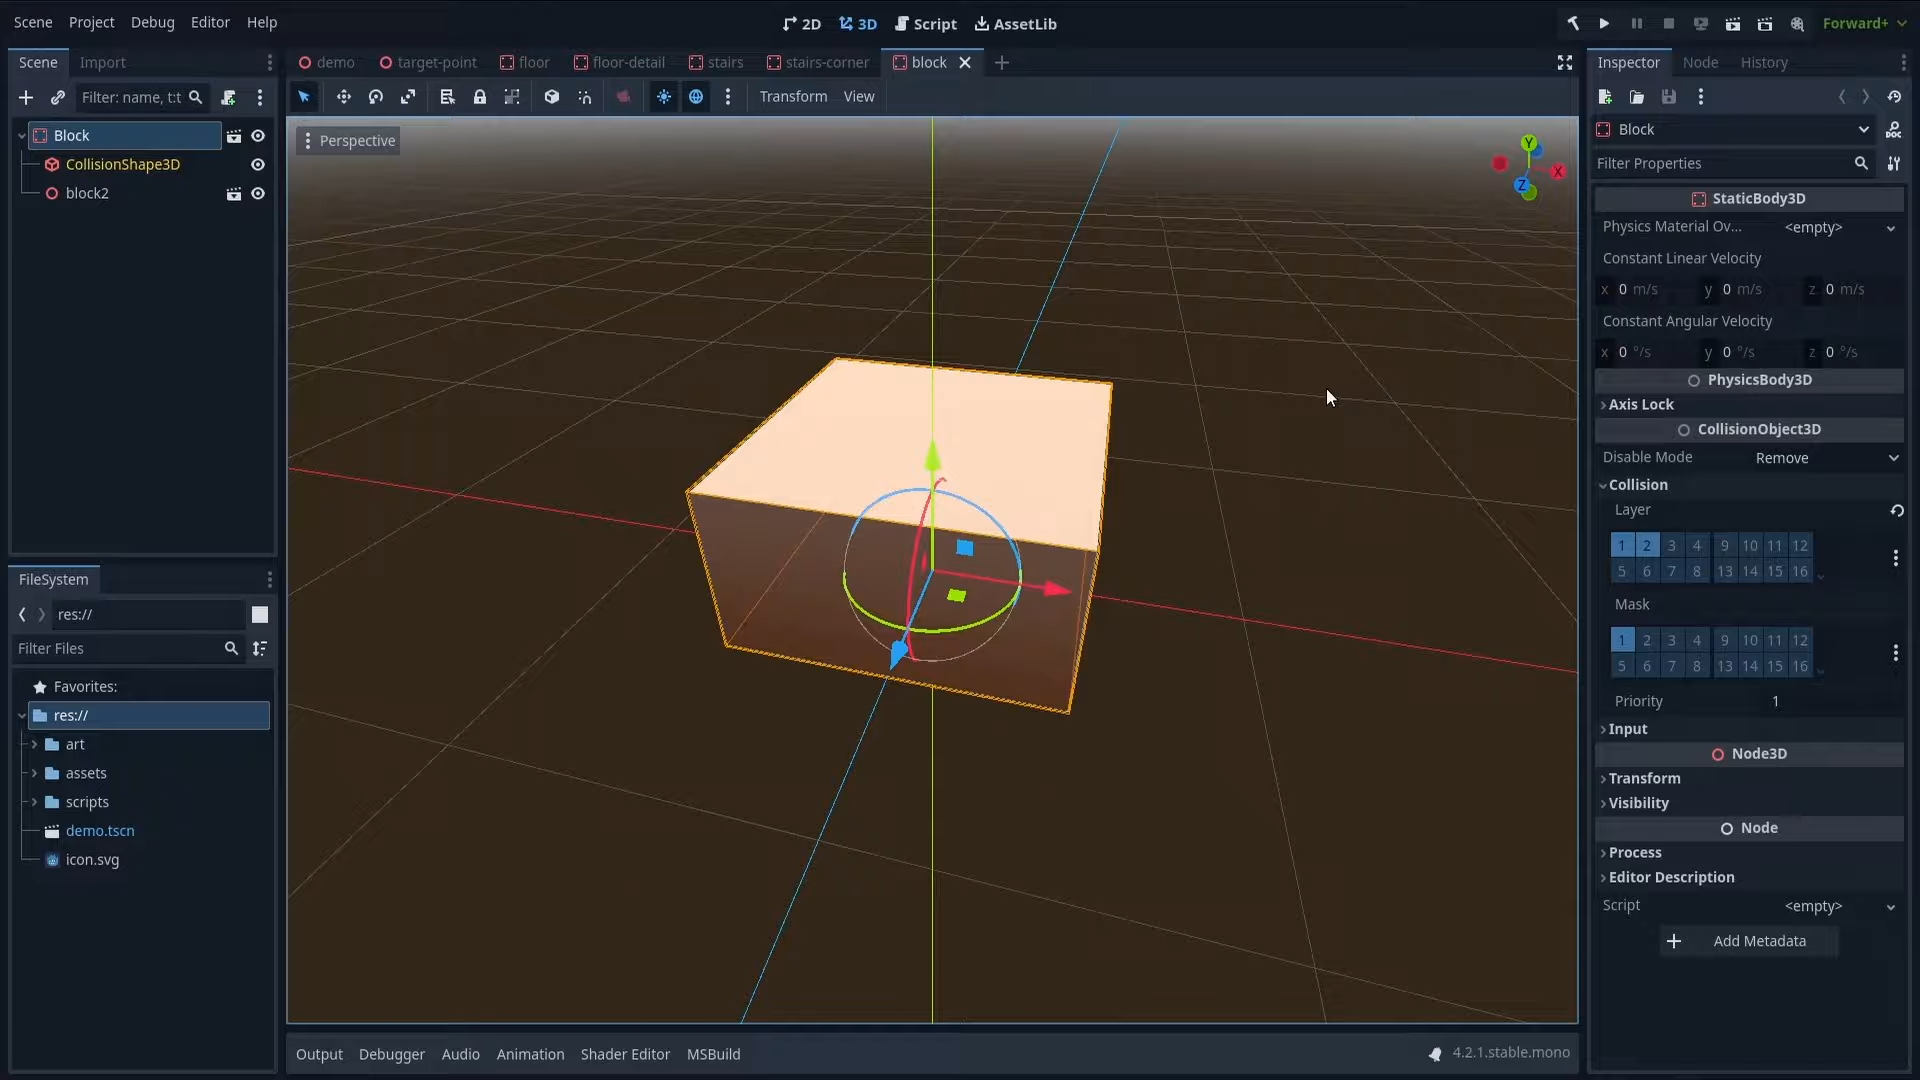 Scene Project Debug Editor Help
2D 3D Script AssetLib
Forward+
Scene Import
Filter: name, t:t
Block
CollisionShape3D
block2
FileSystem
res://
Filter Files
Favorites:
res://
art
assets
scripts
demo.tscn
icon.svg
demo target-point floor floor-detail stairs stairs-corner block
Transform View
Perspective
Y
X
Z
Output Debugger Audio Animation Shader Editor MSBuild
4.2.1.stable.mono
Inspector Node History
Block
Filter Properties
StaticBody3D
Physics Material Ov... <empty>
Constant Linear Velocity
x 0 m/s y 0 m/s z 0 m/s
Constant Angular Velocity
x 0 °/s y 0 °/s z 0 °/s
PhysicsBody3D
Axis Lock
CollisionObject3D
Disable Mode Remove
Collision
Layer
1 2 3 4 9 10 11 12
5 6 7 8 13 14 15 16
Mask
1 2 3 4 9 10 11 12
5 6 7 8 13 14 15 16
Priority 1
Input
Node3D
Transform
Visibility
Node
Process
Editor Description
Script <empty>
Add Metadata